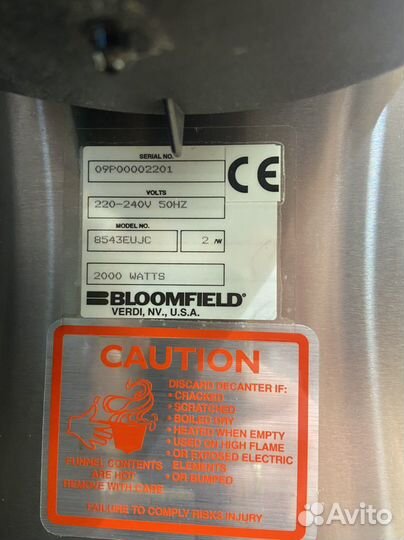 SERIAL NO.
09P00002201
CE
VOLTS
220-240V 50HZ
MODEL NO.
8543EUJC 2 /W
2000 WATTS
BLOOMFIELD®
VERDI, NV., U.S.A.
CAUTION
DISCARD DECANTER IF:
• CRACKED
• SCRATCHED
• BOILED DRY
• HEATED WHEN EMPTY
• USED ON HIGH FLAME
• OR EXPOSED ELECTRIC
ELEMENTS
• OR BUMPED
FUNNEL CONTENTS
ARE HOT
REMOVE WITH CARE
FAILURE TO COMPLY RISKS INJURY
Avito